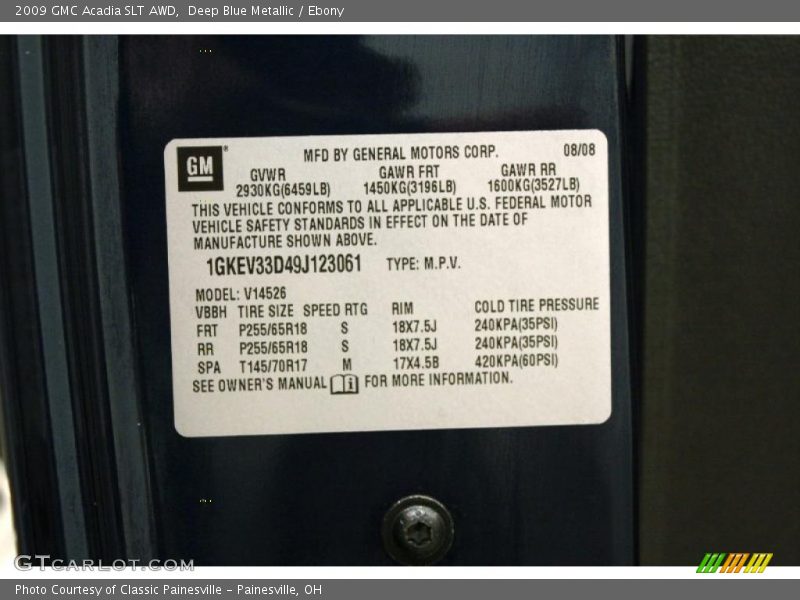 2009 GMC Acadia SLT AWD, Deep Blue Metallic / Ebony
GM
MFD BY GENERAL MOTORS CORP. 08/08
GVWR GAWR FRT GAWR RR
2930KG(6459LB) 1450KG(3196LB) 1600KG(3527LB)
THIS VEHICLE CONFORMS TO ALL APPLICABLE U.S. FEDERAL MOTOR
VEHICLE SAFETY STANDARDS IN EFFECT ON THE DATE OF
MANUFACTURE SHOWN ABOVE.
1GKEV33D49J123061 TYPE: M.P.V.
MODEL: V14526
VBBH TIRE SIZE SPEED RTG RIM COLD TIRE PRESSURE
FRT P255/65R18 S 18X7.5J 240KPA(35PSI)
RR P255/65R18 S 18X7.5J 240KPA(35PSI)
SPA T145/70R17 M 17X4.5B 420KPA(60PSI)
SEE OWNER'S MANUAL i FOR MORE INFORMATION.
GTCARLOT.COM
Photo Courtesy of Classic Painesville - Painesville, OH